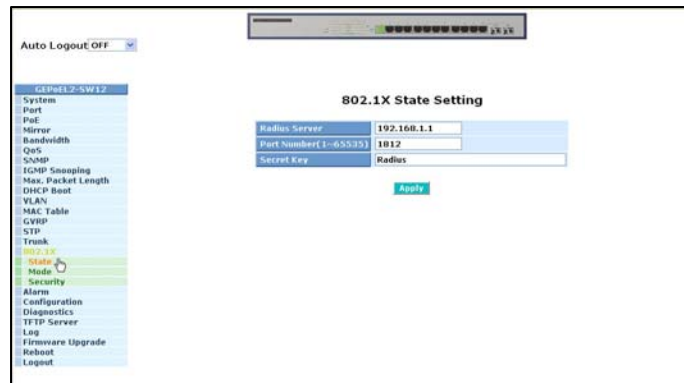 Auto Logout OFF
GEPoEL2-SW12
System
Port
PoE
Mirror
Bandwidth
QoS
SNMP
IGMP Snooping
Max. Packet Length
DHCP Boot
VLAN
MAC Table
GVRP
STP
Trunk
802.1X
State
Mode
Security
Alarm
Configuration
Diagnostics
TFTP Server
Log
Firmware Upgrade
Reboot
Logout
802.1X State Setting
Radius Server 192.168.1.1
Port Number(1~65535) 1812
Secret Key Radius
Apply